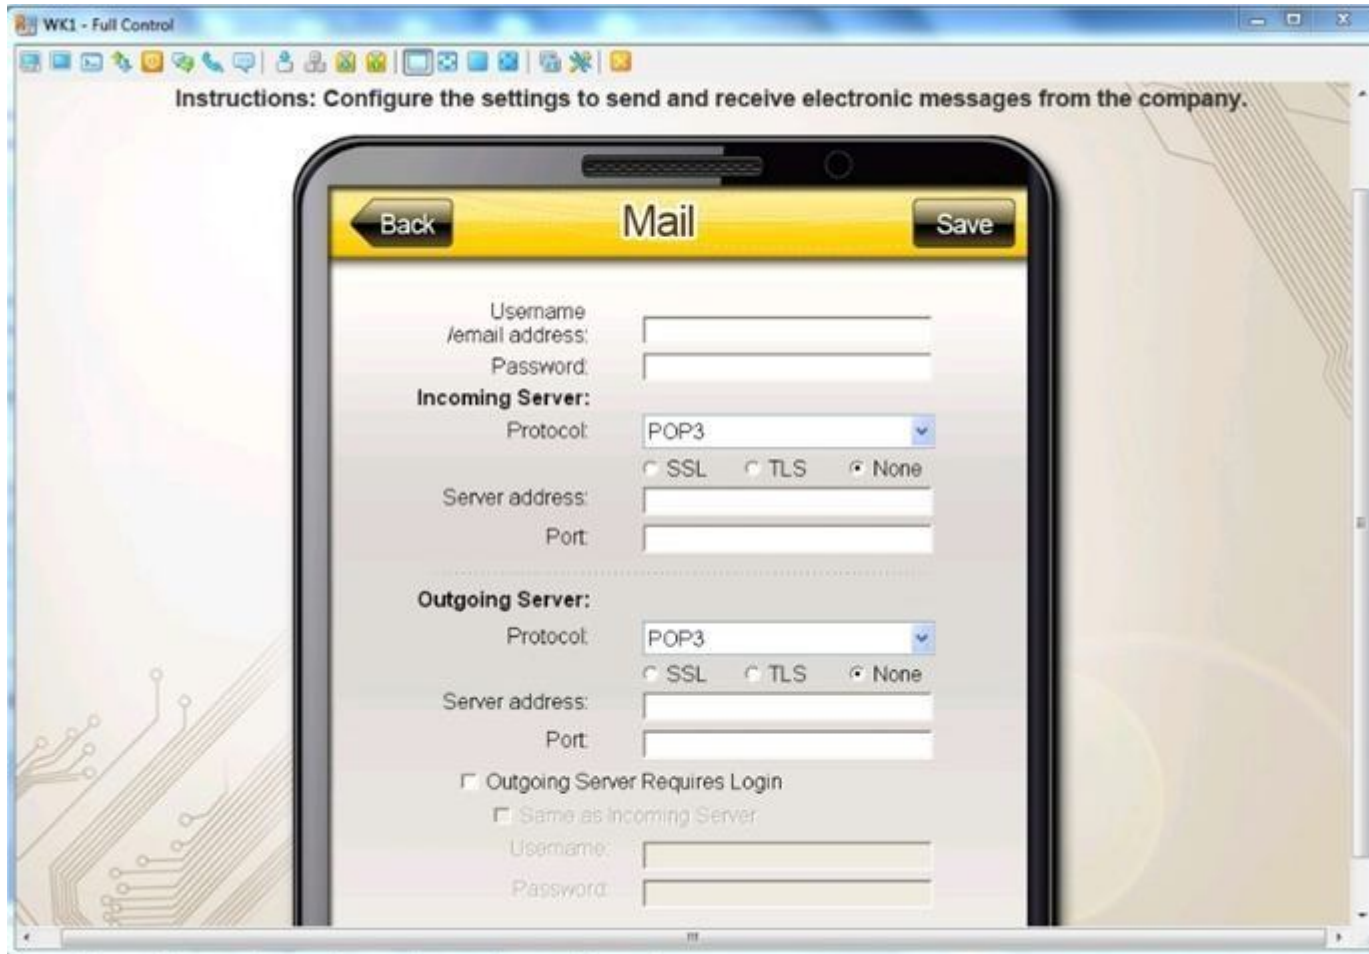 WK1 - Full Control
Instructions: Configure the settings to send and receive electronic messages from the company.
Back
Mail
Save
Username
/email address:
Password:
Incoming Server:
Protocol:
POP3
SSL TLS None
Server address:
Port:
Outgoing Server:
Protocol:
POP3
SSL TLS None
Server address:
Port:
Outgoing Server Requires Login
Same as Incoming Server
Username:
Password: